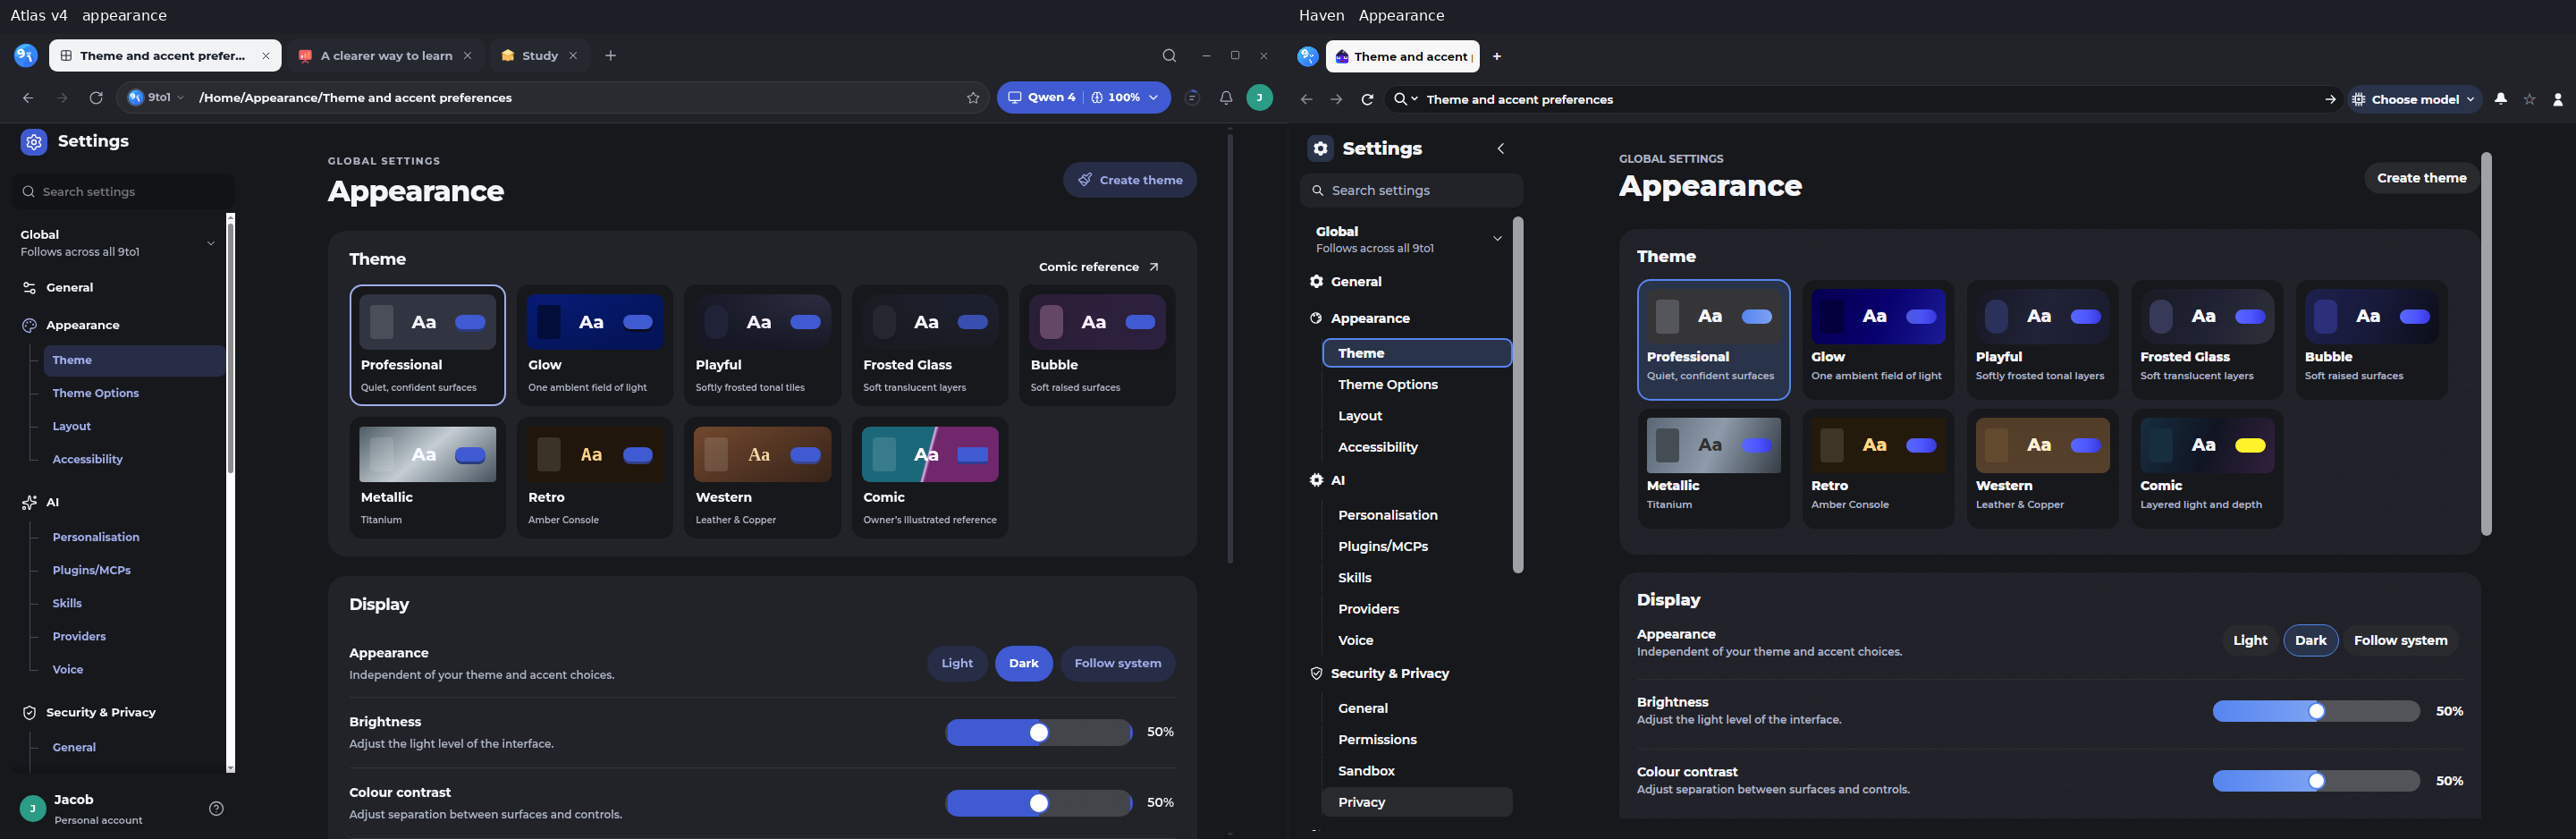 Atlas v4 appearance
Theme and accent prefer...
A clearer way to learn
Study
9to1
/Home/Appearance/Theme and accent preferences
Qwen 4
100%
J
Settings
Search settings
Global
Follows across all 9to1
General
Appearance
Theme
Theme Options
Layout
Accessibility
AI
Personalisation
Plugins/MCPs
Skills
Providers
Voice
Security & Privacy
General
J
Jacob
Personal account
GLOBAL SETTINGS
Appearance
Create theme
Theme
Comic reference
Aa
Professional
Quiet, confident surfaces
Aa
Glow
One ambient field of light
Aa
Playful
Softly frosted tonal tiles
Aa
Frosted Glass
Soft translucent layers
Aa
Bubble
Soft raised surfaces
Aa
Metallic
Titanium
Aa
Retro
Amber Console
Aa
Western
Leather & Copper
Aa
Comic
Owner's illustrated reference
Display
Appearance
Independent of your theme and accent choices.
Light
Dark
Follow system
Brightness
Adjust the light level of the interface.
50%
Colour contrast
Adjust separation between surfaces and controls.
50%
Haven Appearance
Theme and accent
Theme and accent preferences
Choose model
Settings
Search settings
Global
Follows across all 9to1
General
Appearance
Theme
Theme Options
Layout
Accessibility
AI
Personalisation
Plugins/MCPs
Skills
Providers
Voice
Security & Privacy
General
Permissions
Sandbox
Privacy
GLOBAL SETTINGS
Appearance
Create theme
Theme
Aa
Professional
Quiet, confident surfaces
Aa
Glow
One ambient field of light
Aa
Playful
Softly frosted tonal layers
Aa
Frosted Glass
Soft translucent layers
Aa
Bubble
Soft raised surfaces
Aa
Metallic
Titanium
Aa
Retro
Amber Console
Aa
Western
Leather & Copper
Aa
Comic
Layered light and depth
Display
Appearance
Independent of your theme and accent choices.
Light
Dark
Follow system
Brightness
Adjust the light level of the interface.
50%
Colour contrast
Adjust separation between surfaces and controls.
50%